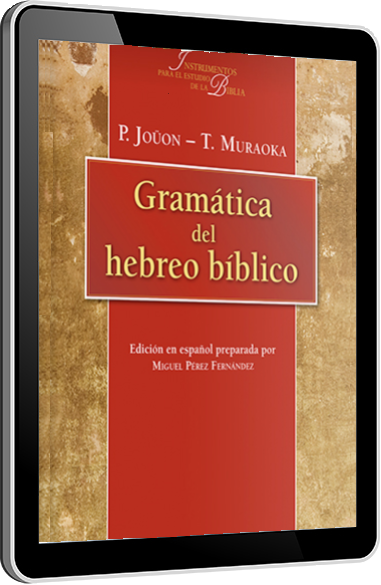 INSTRUMENTOS
PARA EL ESTUDIO
DE LA BIBLIA
P. JOÜON – T. MURAOKA
Gramática
del
hebreo bíblico
Edición en español preparada por
MIGUEL PÉREZ FERNÁNDEZ